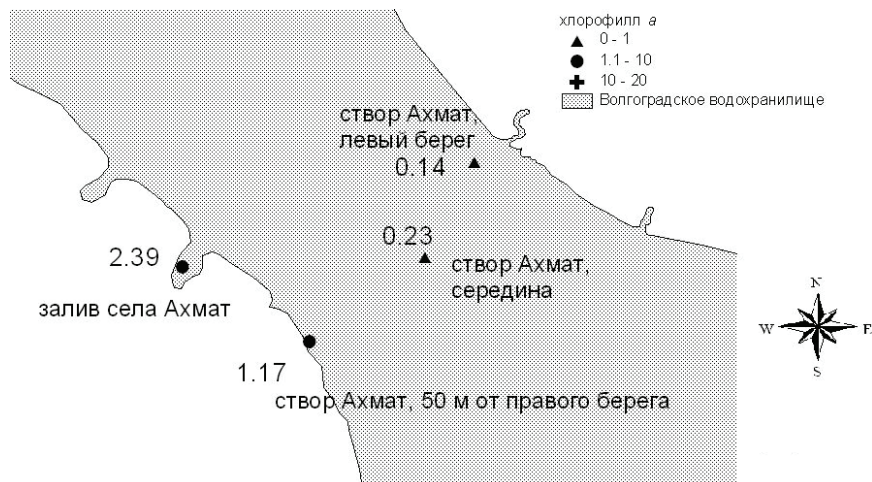 хлорофилл a
0 - 1
1.1 - 10
10 - 20
Волгоградское водохранилище
створ Ахмат,
левый берег
0.14
0.23
створ Ахмат,
середина
2.39
залив села Ахмат
1.17
створ Ахмат, 50 м от правого берега
N
W E
S